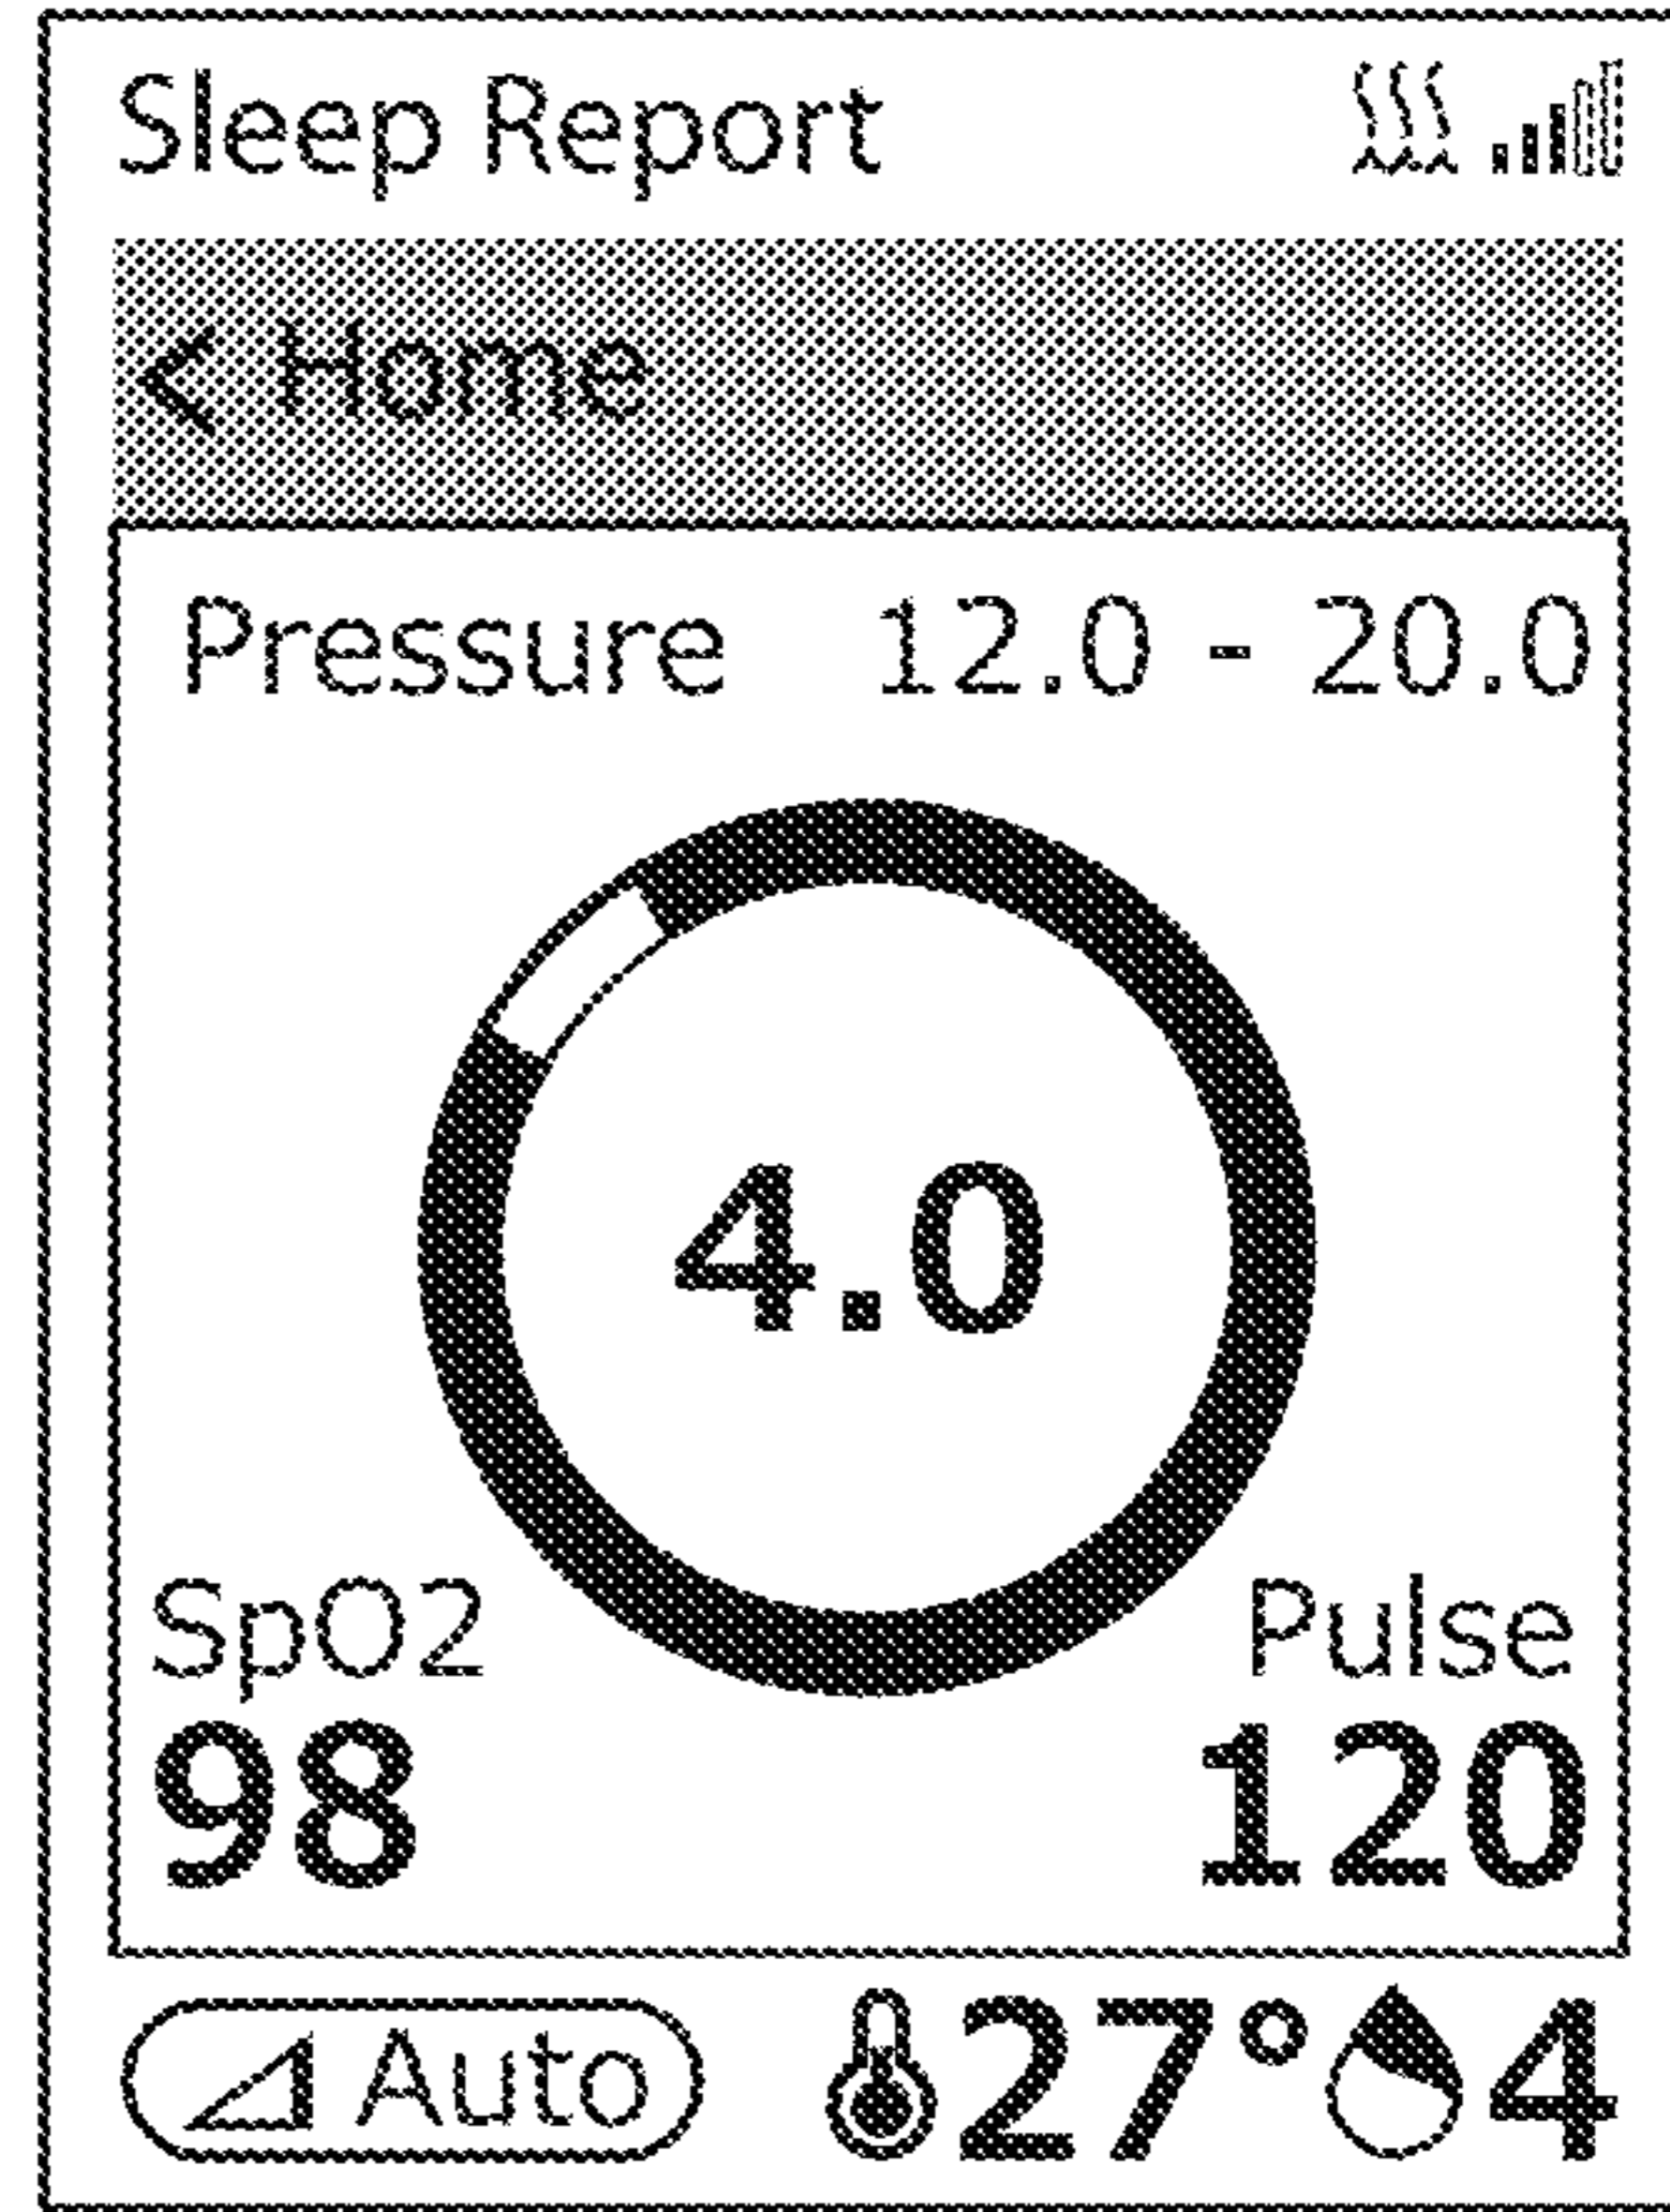 Sleep Report
< Home
Pressure 12.0 - 20.0
4.0
SpO2 Pulse
98 120
Auto 27° 4